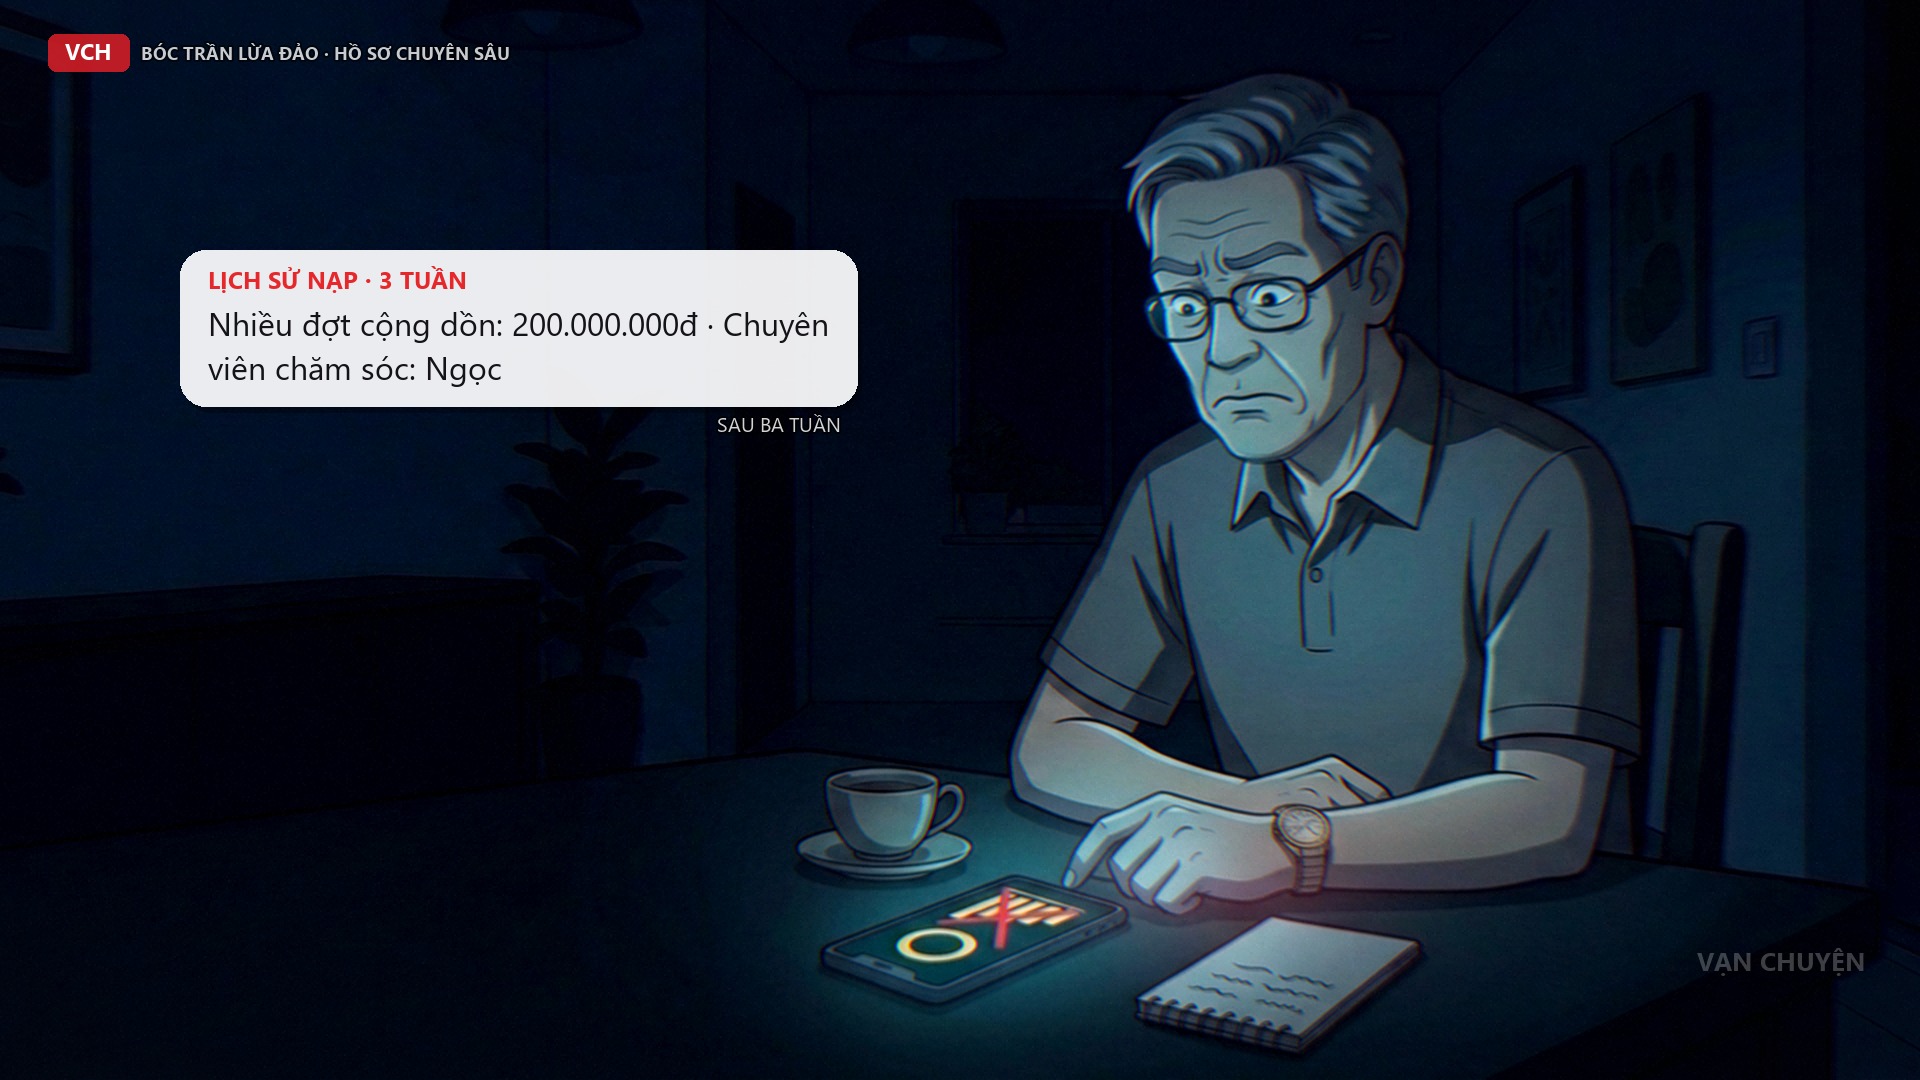 VCH BÓC TRẦN LỪA ĐẢO · HỒ SƠ CHUYÊN SÂU
LỊCH SỬ NẠP · 3 TUẦN
Nhiều đợt cộng dồn: 200.000.000đ · Chuyên
viên chăm sóc: Ngọc
SAU BA TUẦN
VẠN CHUYỆN